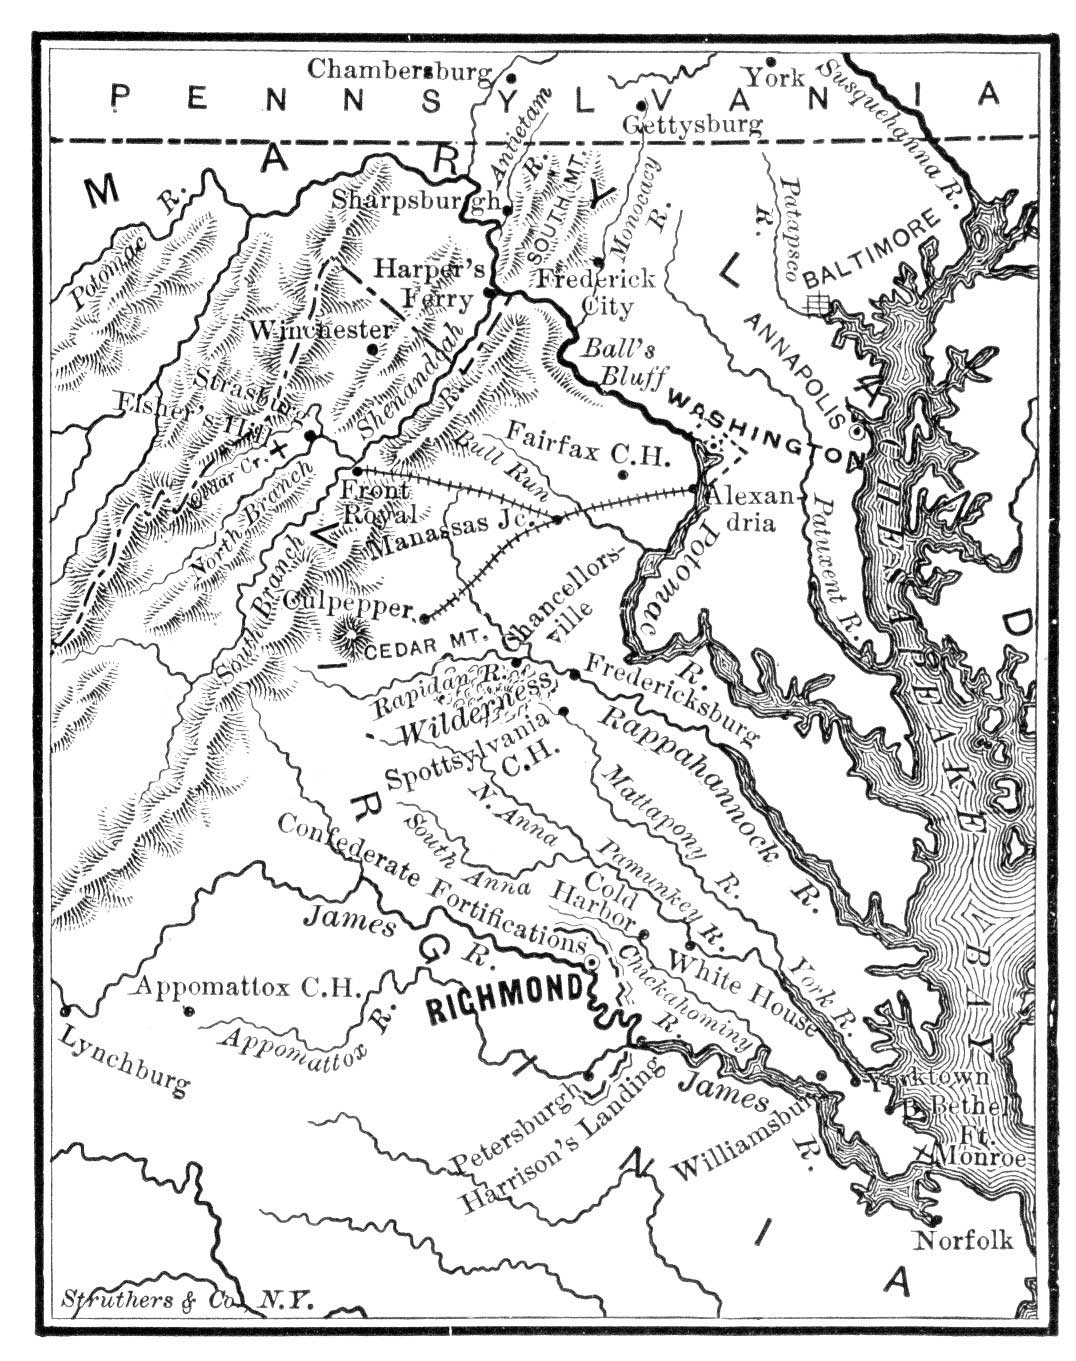 PENNSYLVANIA
MARYLAND
VIRGINIA
Chambersburg
York
Susquehanna R.
Gettysburg
Antietam
R.
SOUTH MT.
Monocacy
R.
Patapsco
R.
Potomac
R.
Sharpsburgh
BALTIMORE
Harper's
Ferry
Frederick
City
Winchester
Shenandoah
R.
Ball's
Bluff
ANNAPOLIS
WASHINGTON
Strasburg
Fisher's Hill
Cedar Cr.
North Branch
Bull Run
Fairfax C.H.
Front
Royal
Manassas Jc.
Alexan-
dria
Potomac
R.
Patuxent R.
CHESAPEAKE BAY
South Branch
Culpepper
CEDAR MT.
Chancellors-
ville
Rapidan R.
Wilderness
Fredericksburg
Rappahannock R.
Spottsylvania
C.H.
Mattapony R.
N. Anna
South Anna
Pamunkey R.
Confederate Fortifications
Cold
Harbor
James
R.
RICHMOND
White House
York R.
Chickahominy
R.
Appomattox C.H.
Appomattox
R.
Lynchburg
Petersburgh
Harrison's Landing
James
R.
Williamsburg
Yorktown
B. Bethel
Ft.
Monroe
Norfolk
Struthers & Co. N.Y.